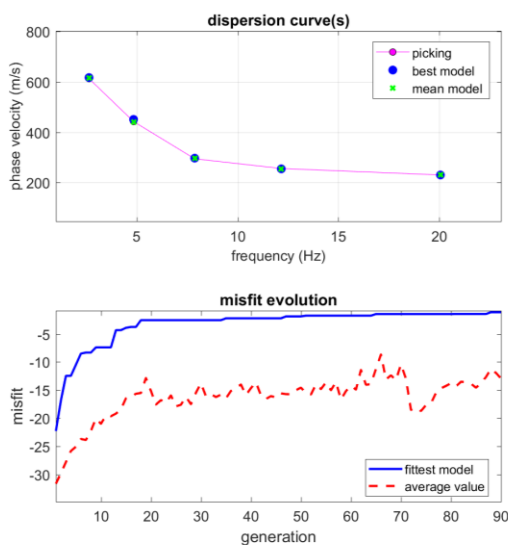 dispersion curve(s)
800
600
400
200
phase velocity (m/s)
picking
best model
mean model
5
10
15
20
frequency (Hz)
misfit evolution
-5
-10
-15
-20
-25
-30
misfit
fittest model
average value
10
20
30
40
50
60
70
80
90
generation